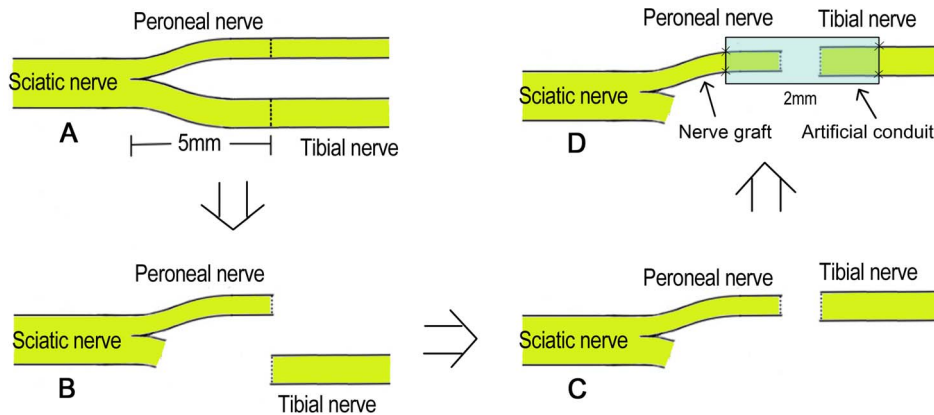 Peroneal nerve
Sciatic nerve
A
5mm
Tibial nerve
Peroneal nerve
Tibial nerve
Sciatic nerve
2mm
D
Nerve graft
Artificial conduit
Peroneal nerve
Sciatic nerve
B
Tibial nerve
Peroneal nerve
Tibial nerve
Sciatic nerve
C